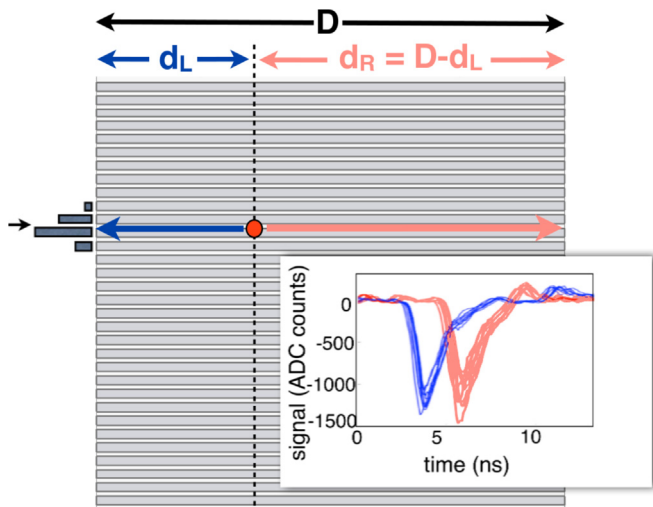 D
dL
dR = D-dL
signal (ADC counts)
0
-500
-1000
-1500
0
5
10
time (ns)